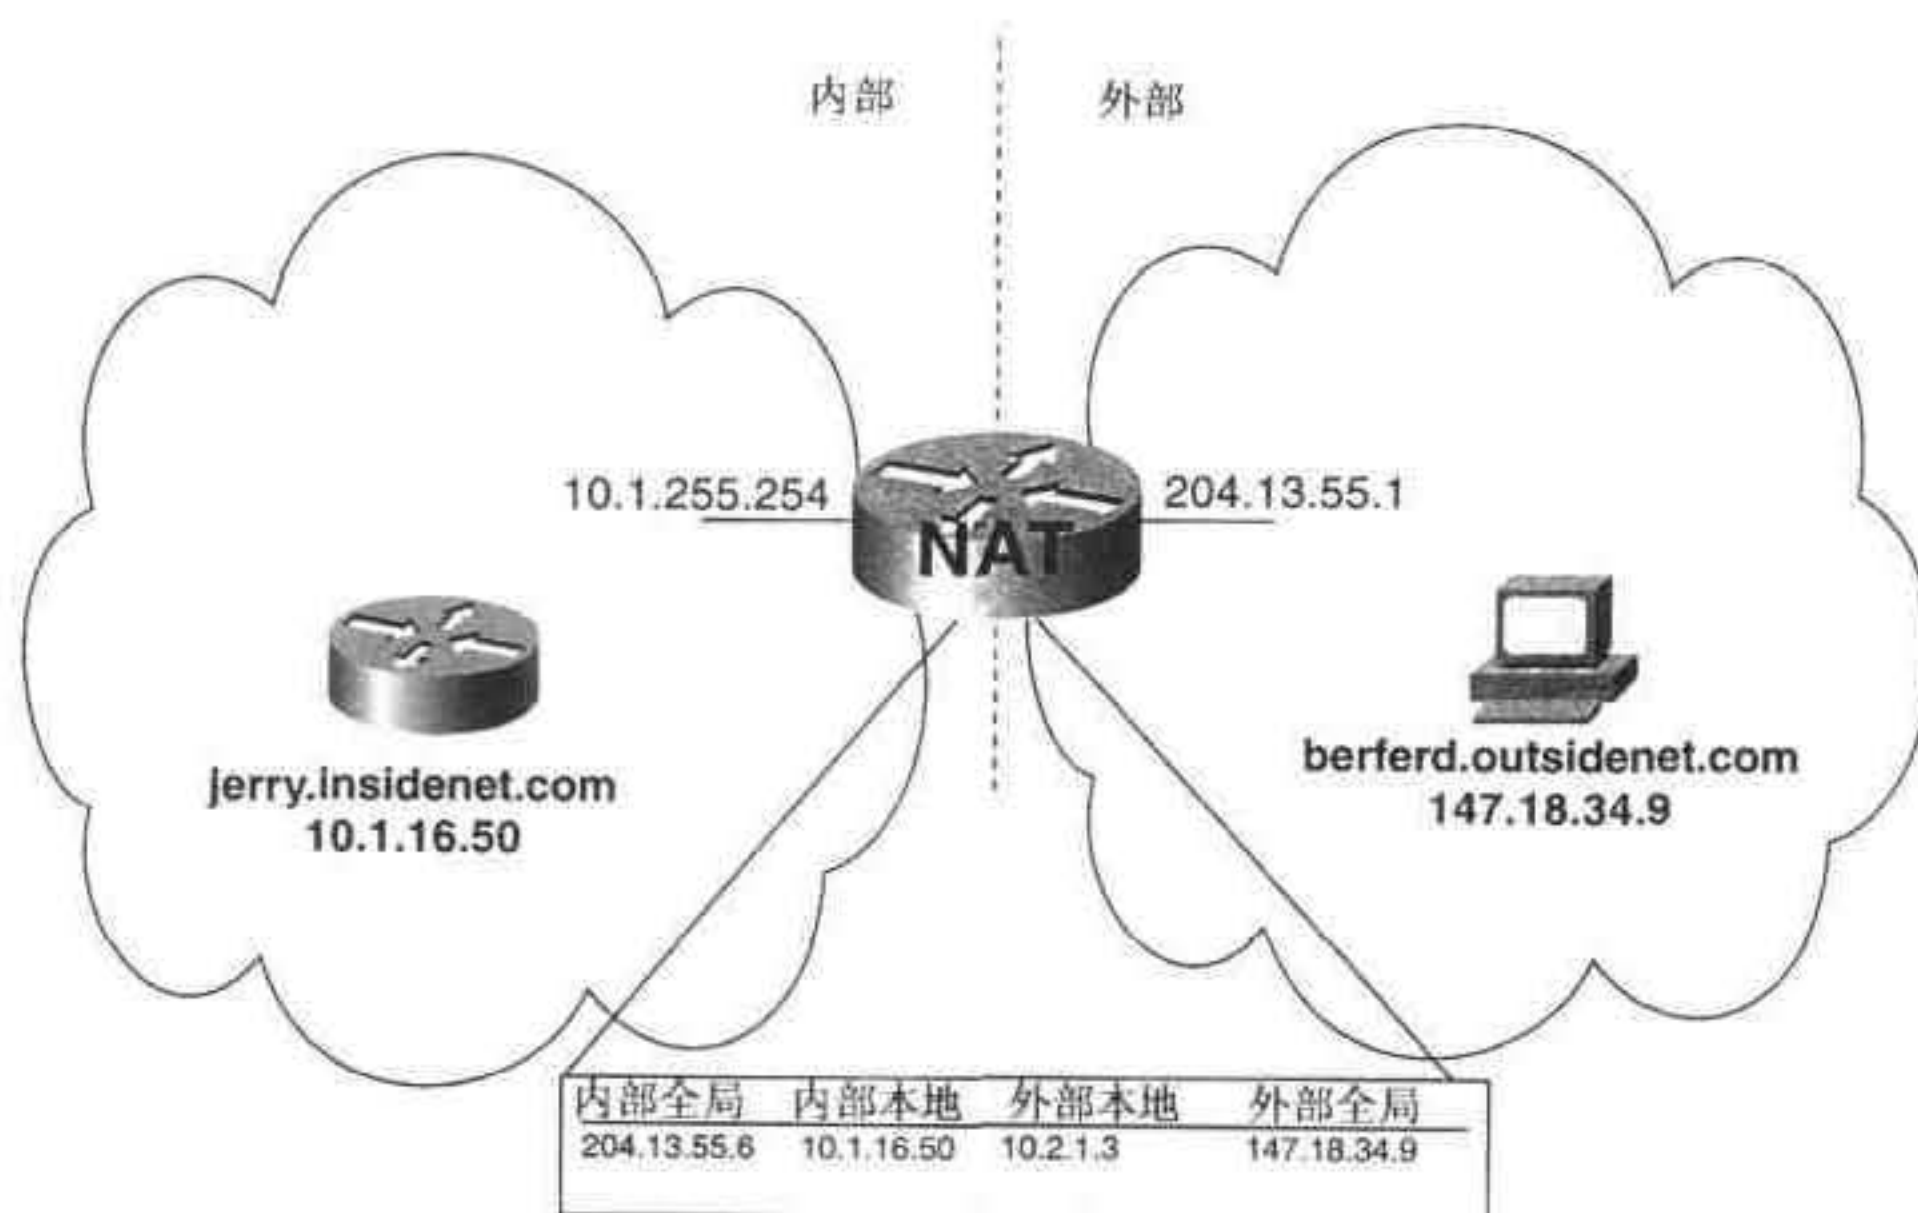 内部
外部
10.1.255.254
204.13.55.1
NAT
jerry.insidenet.com
10.1.16.50
berferd.outsidenet.com
147.18.34.9
内部全局 内部本地 外部本地 外部全局
204.13.55.6 10.1.16.50 10.2.1.3 147.18.34.9